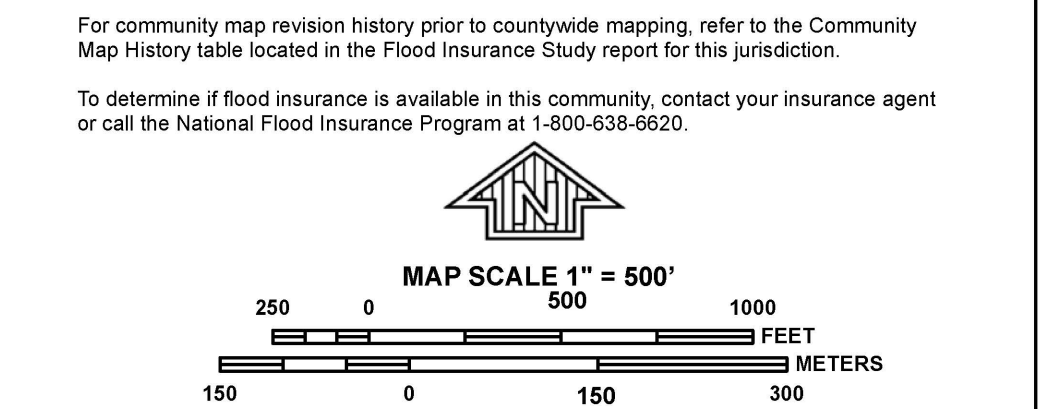 For community map revision history prior to countywide mapping, refer to the Community
Map History table located in the Flood Insurance Study report for this jurisdiction.
To determine if flood insurance is available in this community, contact your insurance agent
or call the National Flood Insurance Program at 1-800-638-6620.
N
MAP SCALE 1" = 500’
250 0 500 1000
FEET
METERS
150 0 150 300